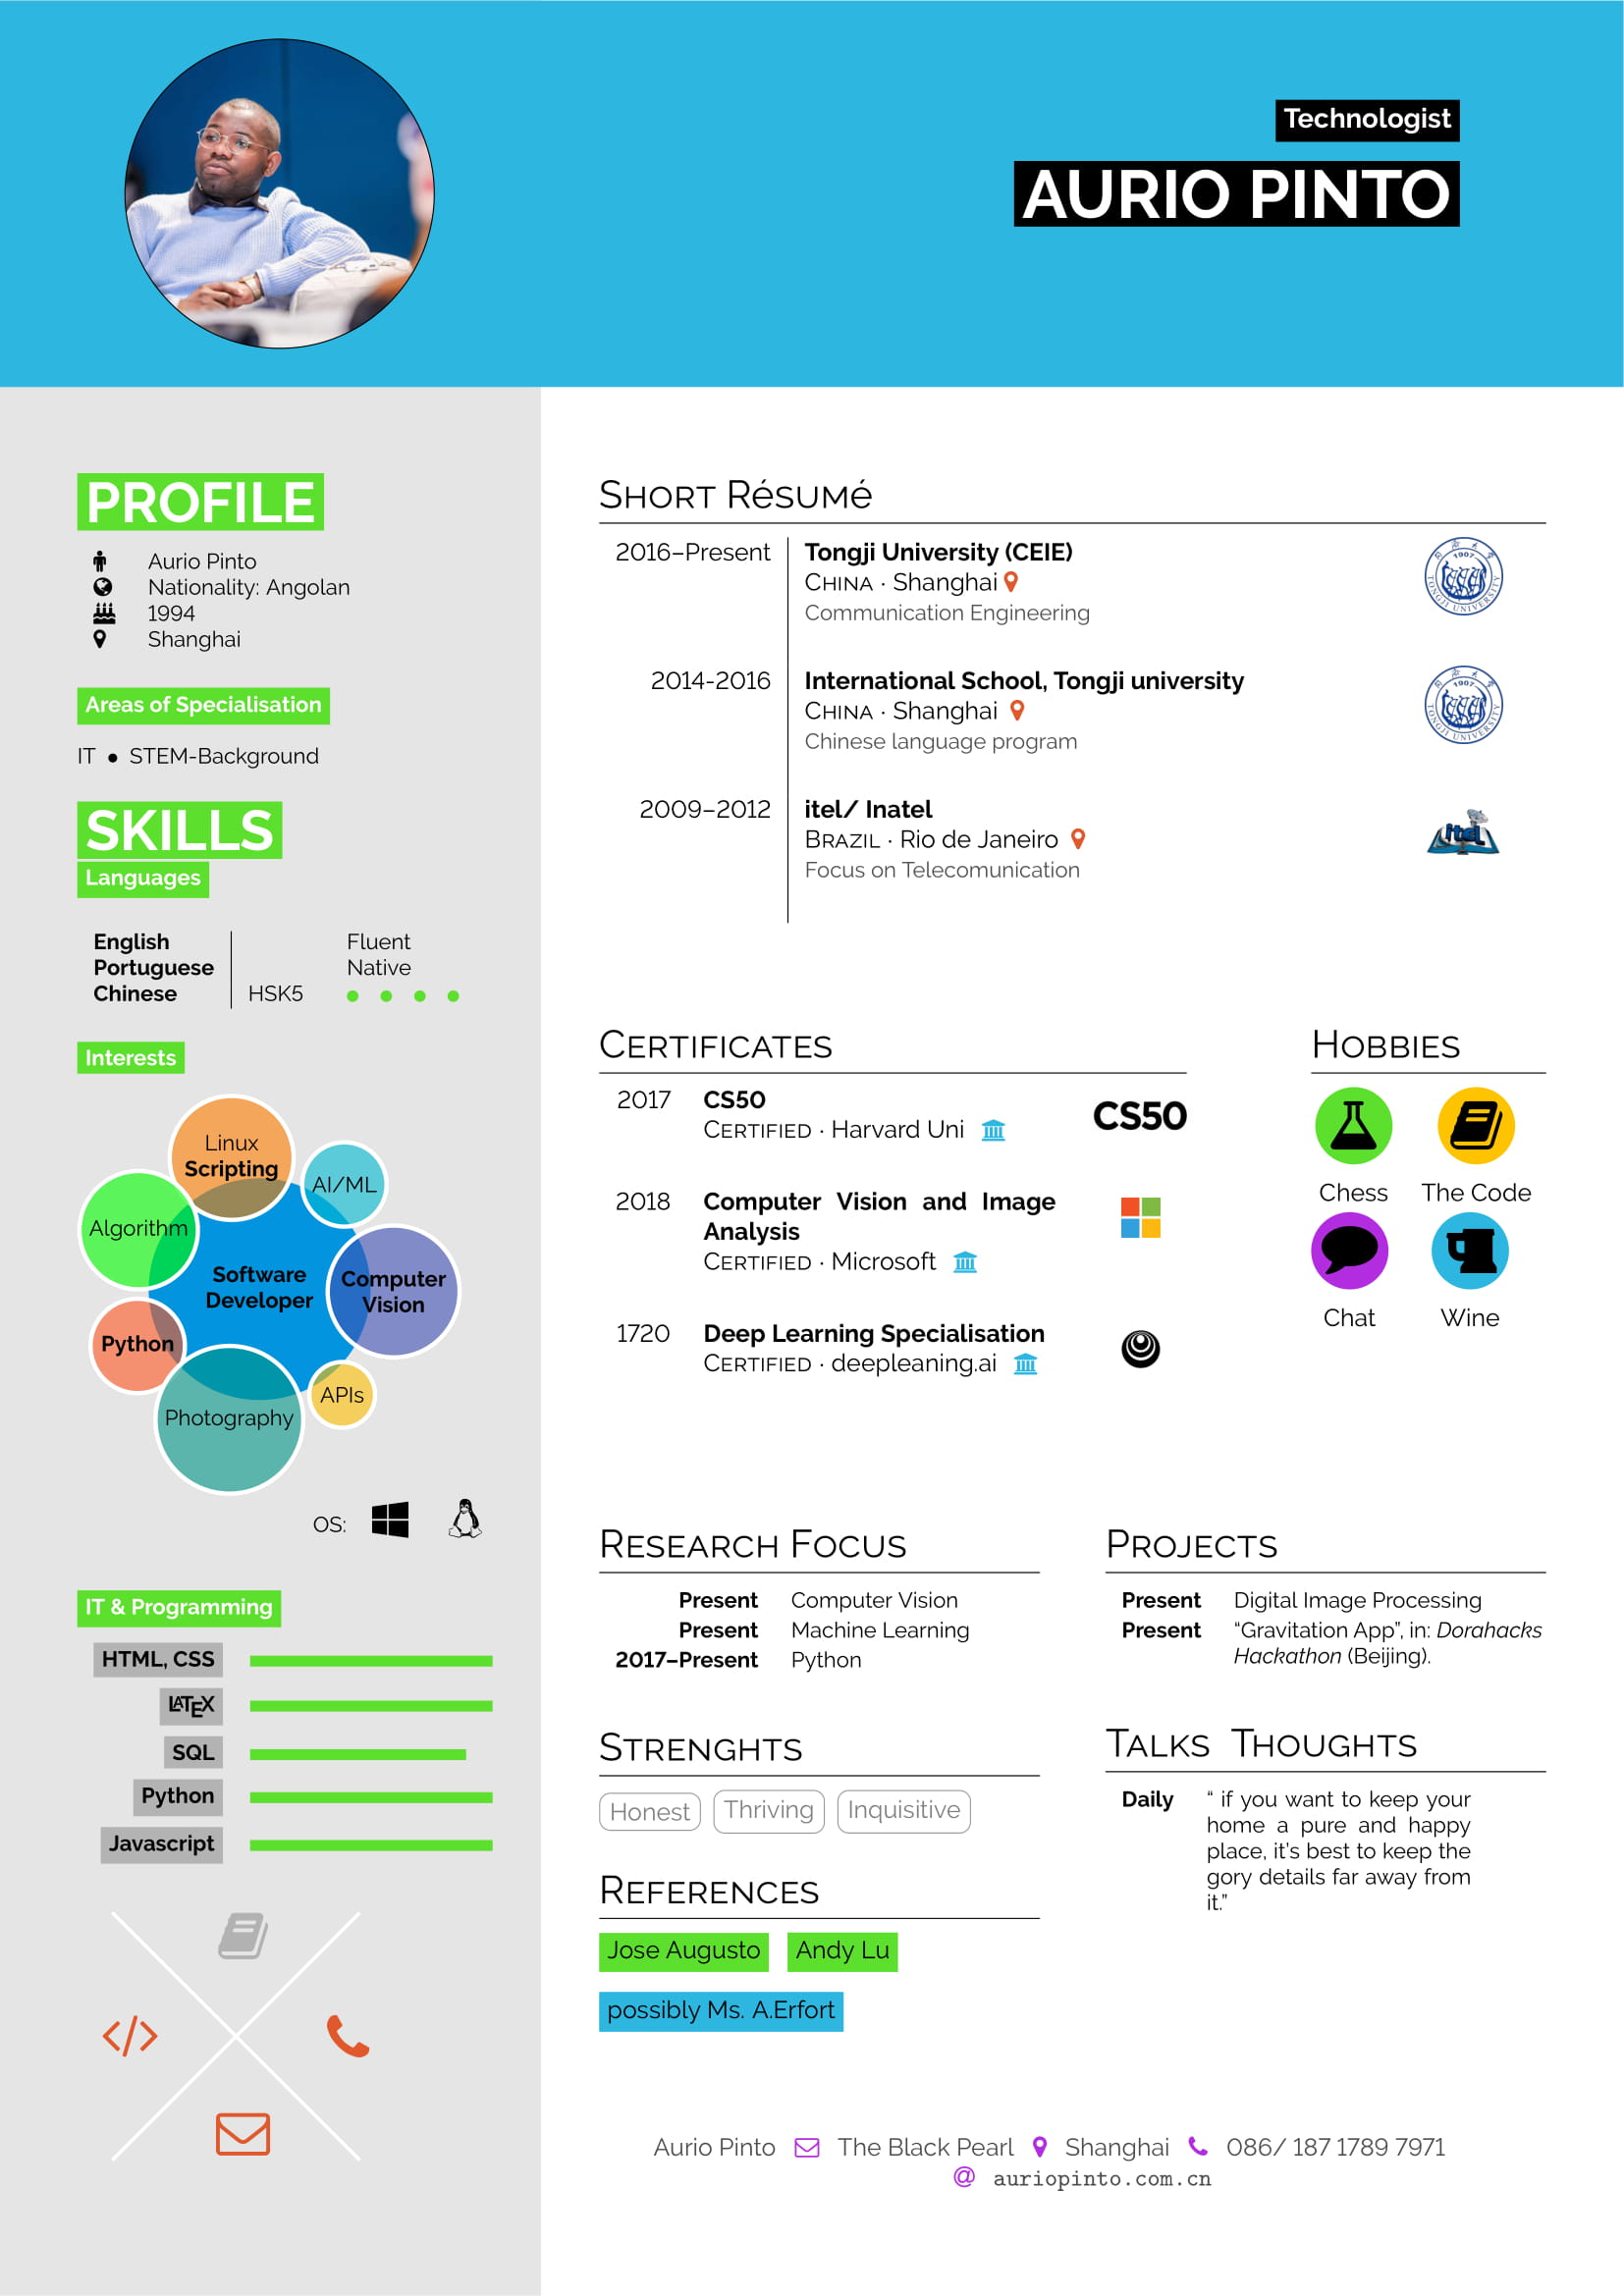 Technologist
AURIO PINTO
PROFILE
Aurio Pinto
Nationality: Angolan
1994
Shanghai
Areas of Specialisation
IT ● STEM-Background
SKILLS
Languages
English Fluent
Portuguese Native
Chinese HSK5
Interests
Linux
Scripting
AI/ML
Algorithm
Software
Developer
Computer
Vision
Python
APIs
Photography
OS:
IT & Programming
HTML, CSS
LATEX
SQL
Python
Javascript
Short Résumé
2016–Present Tongji University (CEIE)
China · Shanghai
Communication Engineering
1907
TONGJI UNIVERSITY
2014-2016 International School, Tongji university
China · Shanghai
Chinese language program
1907
TONGJI UNIVERSITY
2009–2012 itel/ Inatel
Brazil · Rio de Janeiro
Focus on Telecomunication
itel
Certificates
2017 CS50
Certified · Harvard Uni
CS50
2018 Computer Vision and Image
Analysis
Certified · Microsoft
1720 Deep Learning Specialisation
Certified · deepleaning.ai
Hobbies
Chess The Code
Chat Wine
Research Focus
Present Computer Vision
Present Machine Learning
2017–Present Python
Projects
Present Digital Image Processing
Present “Gravitation App”, in: Dorahacks
Hackathon (Beijing).
Strenghts
Honest Thriving Inquisitive
Talks Thoughts
Daily “ if you want to keep your
home a pure and happy
place, it’s best to keep the
gory details far away from
it.”
References
Jose Augusto Andy Lu
possibly Ms. A.Erfort
Aurio Pinto The Black Pearl Shanghai 086/ 187 1789 7971
@ auriopinto.com.cn